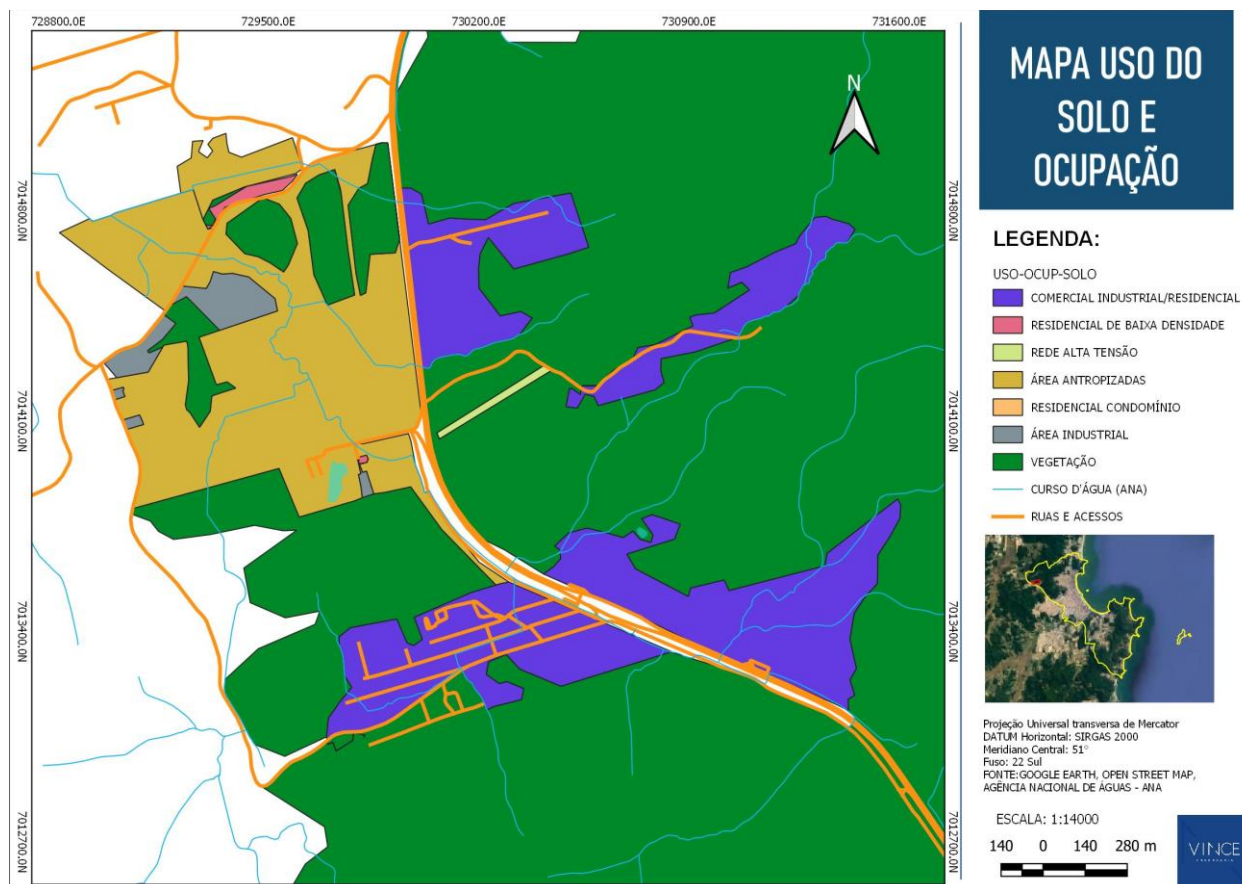 728800.0E 729500.0E 730200.0E 730900.0E 731600.0E
7014800.0N
7014100.0N
7013400.0N
7012700.0N
N
7014800.0N
7014100.0N
7013400.0N
7012700.0N
MAPA USO DO
SOLO E
OCUPAÇÃO
LEGENDA:
USO-OCUP-SOLO
COMERCIAL INDUSTRIAL/RESIDENCIAL
RESIDENCIAL DE BAIXA DENSIDADE
REDE ALTA TENSÃO
ÁREA ANTROPIZADAS
RESIDENCIAL CONDOMÍNIO
ÁREA INDUSTRIAL
VEGETAÇÃO
CURSO D'ÁGUA (ANA)
RUAS E ACESSOS
Projeção Universal transversa de Mercator
DATUM Horizontal: SIRGAS 2000
Meridiano Central: 51°
Fuso: 22 Sul
FONTE:GOOGLE EARTH, OPEN STREET MAP,
AGÊNCIA NACIONAL DE ÁGUAS - ANA
ESCALA: 1:14000
140 0 140 280 m
VINCE